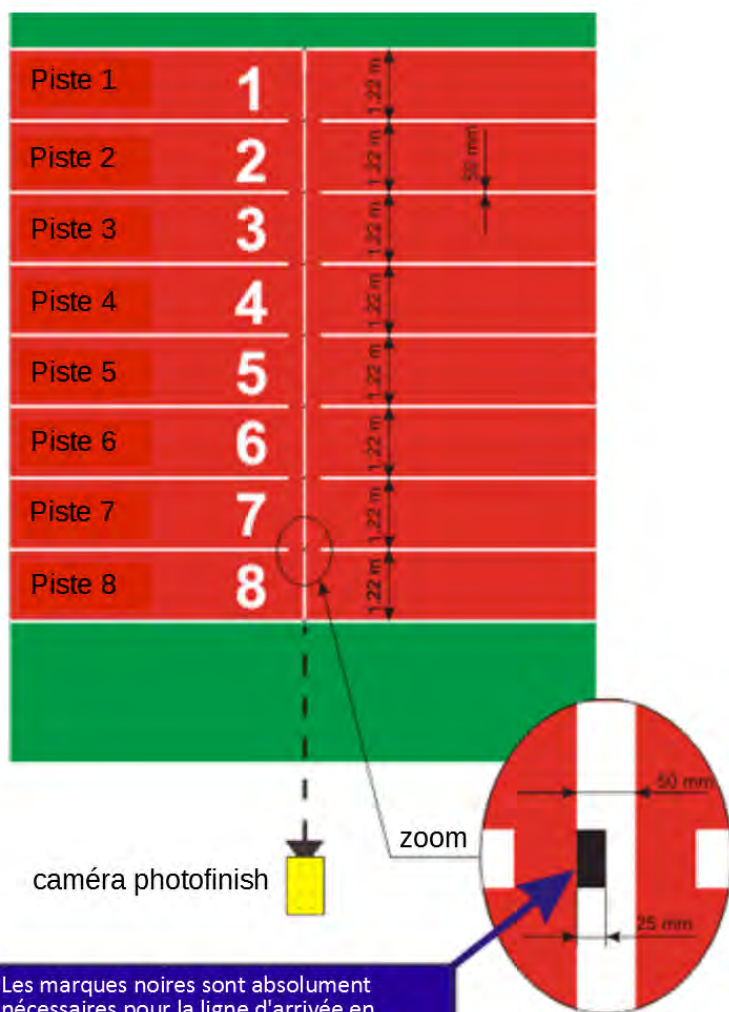 Piste 1
1
1.22 m
Piste 2
2
1.22 m
50 mm
Piste 3
3
1.22 m
Piste 4
4
1.22 m
Piste 5
5
1.22 m
Piste 6
6
1.22 m
Piste 7
7
1.22 m
Piste 8
8
1.22 m
50 mm
zoom
caméra photofinish
25 mm
Les marques noires sont absolument
nécessaires pour la ligne d'arrivée en